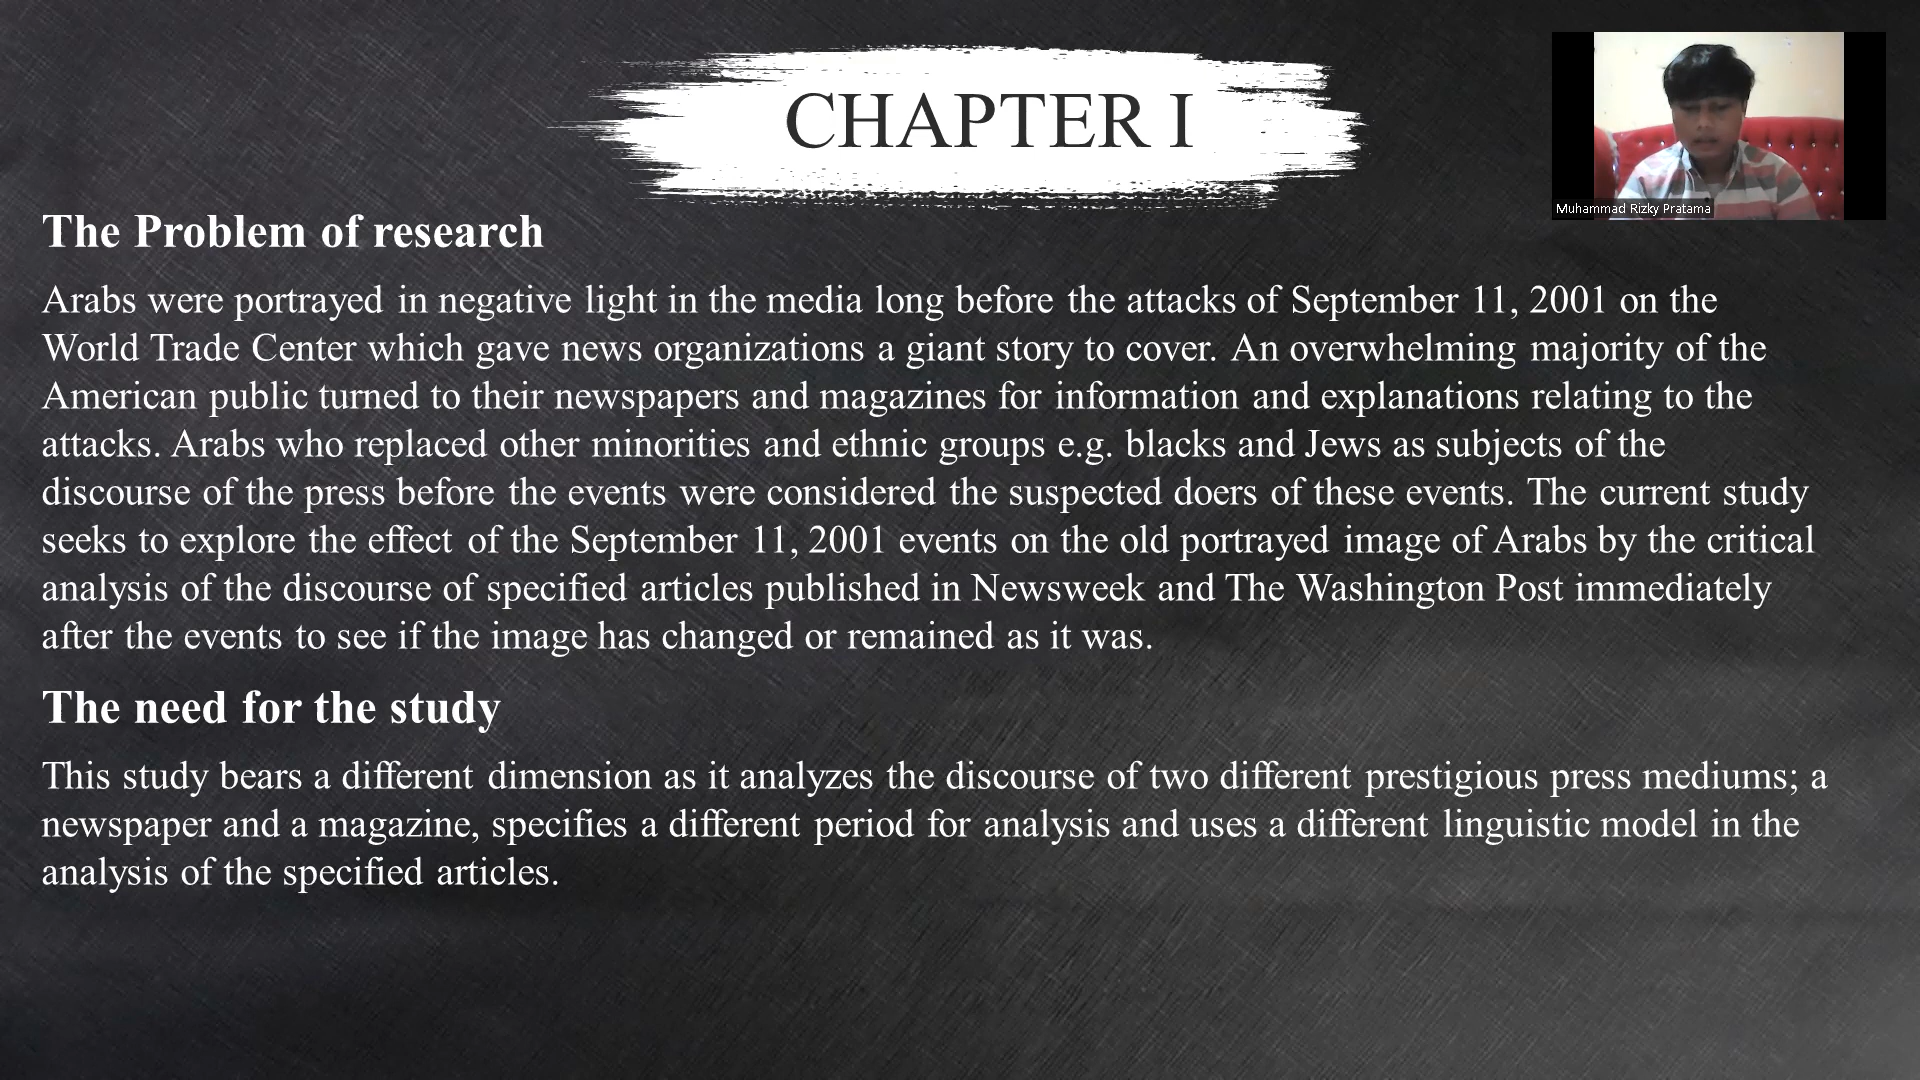 CHAPTER I
Muhammad Rizky Pratama
The Problem of research
Arabs were portrayed in negative light in the media long before the attacks of September 11, 2001 on the
World Trade Center which gave news organizations a giant story to cover. An overwhelming majority of the
American public turned to their newspapers and magazines for information and explanations relating to the
attacks. Arabs who replaced other minorities and ethnic groups e.g. blacks and Jews as subjects of the
discourse of the press before the events were considered the suspected doers of these events. The current study
seeks to explore the effect of the September 11, 2001 events on the old portrayed image of Arabs by the critical
analysis of the discourse of specified articles published in Newsweek and The Washington Post immediately
after the events to see if the image has changed or remained as it was.
The need for the study
This study bears a different dimension as it analyzes the discourse of two different prestigious press mediums; a
newspaper and a magazine, specifies a different period for analysis and uses a different linguistic model in the
analysis of the specified articles.